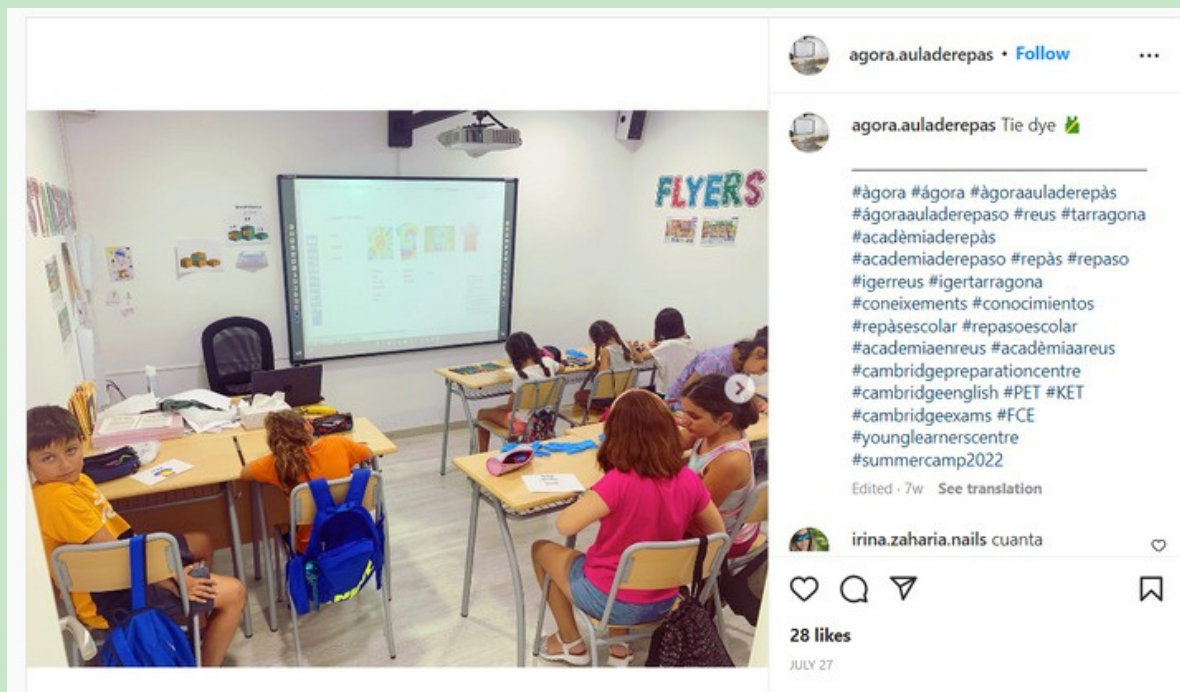 agora.auladerepas • Follow
agora.auladerepas Tie dye
#àgora #ágora #àgoraauladerepàs
#ágoraauladerepaso #reus #tarragona
#acadèmiaderepàs
#academiaderepaso #repàs #repaso
#igerreus #igertarragona
#coneixements #conocimientos
#repàsescolar #repasoescolar
#academiaenreus #acadèmiaareus
#cambridgepreparationcentre
#cambridgeenglish #PET #KET
#cambridgeexams #FCE
#younglearnerscentre
#summercamp2022
Edited · 7w See translation
irina.zaharia.nails cuanta
28 likes
JULY 27
FLYERS